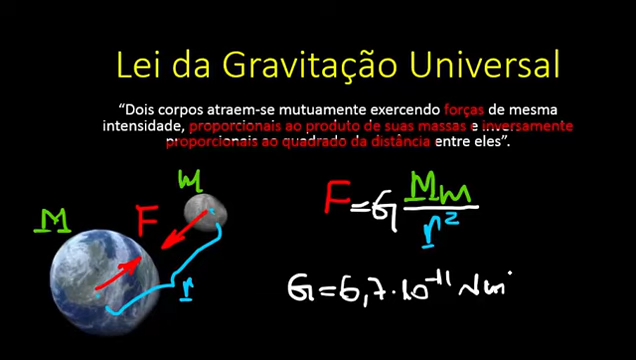 Lei da Gravitação Universal
“Dois corpos atraem-se mutuamente exercendo forças de mesma
intensidade, proporcionais ao produto de suas massas e inversamente
proporcionais ao quadrado da distância entre eles”.
m
M
F
r
F=G Mm/r²
G=6,7·10⁻¹¹ Nm